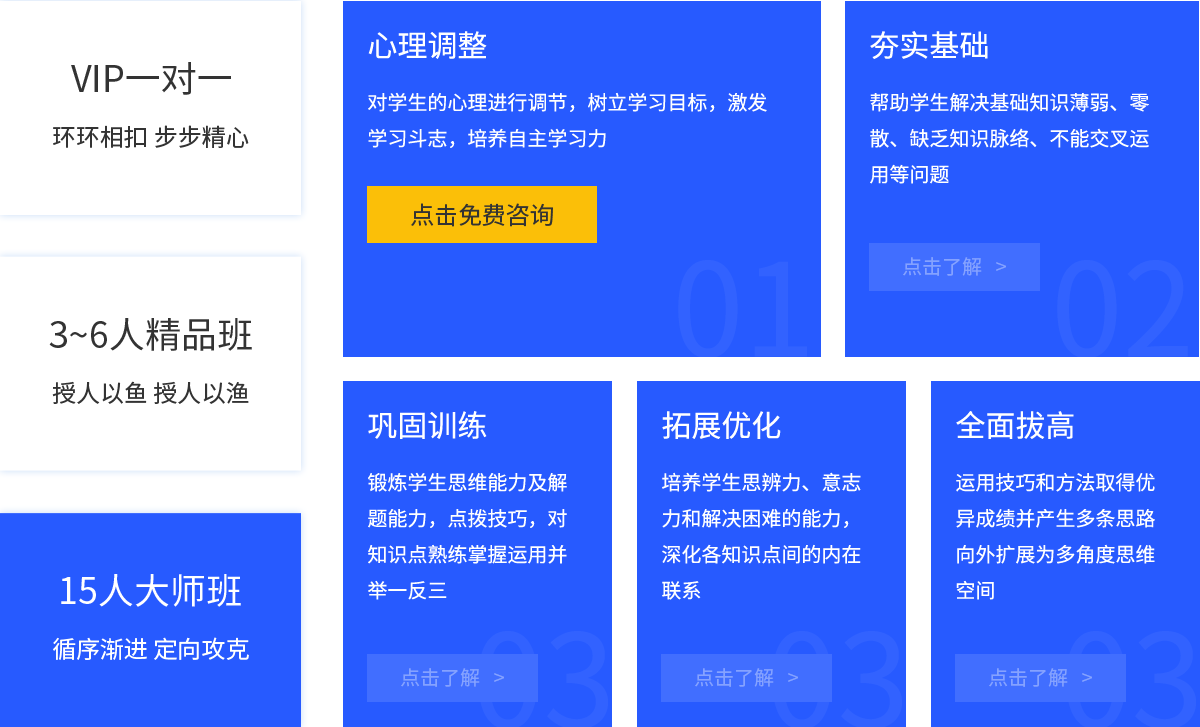 VIP一对一
环环相扣 步步精心
3~6人精品班
授人以鱼 授人以渔
15人大师班
循序渐进 定向攻克
心理调整
对学生的心理进行调节，树立学习目标，激发
学习斗志，培养自主学习力
点击免费咨询
01
夯实基础
帮助学生解决基础知识薄弱、零
散、缺乏知识脉络、不能交叉运
用等问题
点击了解 >
02
巩固训练
锻炼学生思维能力及解
题能力，点拨技巧，对
知识点熟练掌握运用并
举一反三
点击了解 >
03
拓展优化
培养学生思辨力、意志
力和解决困难的能力，
深化各知识点间的内在
联系
点击了解 >
03
全面拔高
运用技巧和方法取得优
异成绩并产生多条思路
向外扩展为多角度思维
空间
点击了解 >
03